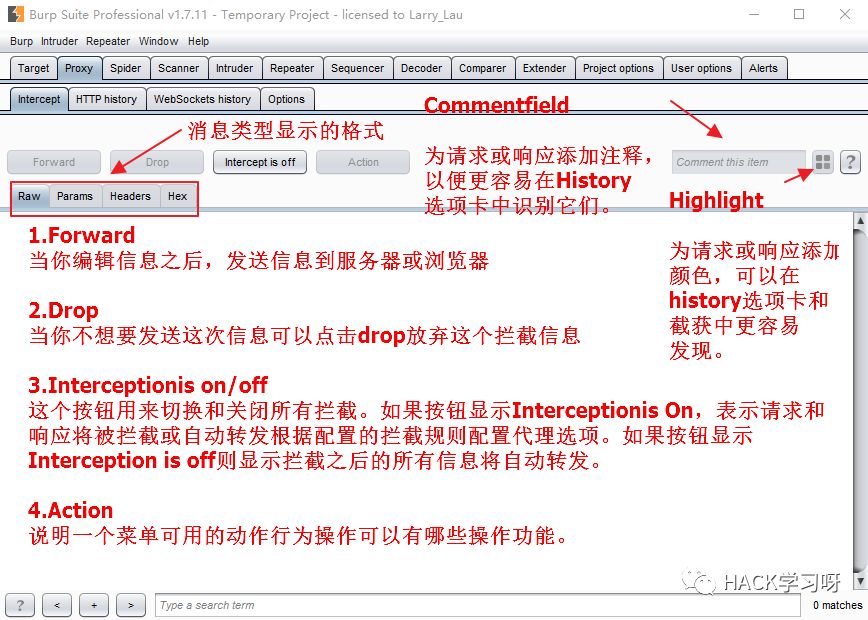 Burp Suite Professional v1.7.11 - Temporary Project - licensed to Larry_Lau
Burp Intruder Repeater Window Help
Target Proxy Spider Scanner Intruder Repeater Sequencer Decoder Comparer Extender Project options User options Alerts
Intercept HTTP history WebSockets history Options
Commentfield
消息类型显示的格式
为请求或响应添加注释，
以便更容易在History
选项卡中识别它们。
Forward Drop Intercept is off Action Comment this item ?
Raw Params Headers Hex
Highlight
为请求或响应添加
颜色，可以在
history选项卡和
截获中更容易
发现。
1.Forward
当你编辑信息之后，发送信息到服务器或浏览器
2.Drop
当你不想要发送这次信息可以点击drop放弃这个拦截信息
3.Interceptionis on/off
这个按钮用来切换和关闭所有拦截。如果按钮显示Interceptionis On，表示请求和
响应将被拦截或自动转发根据配置的拦截规则配置代理选项。如果按钮显示
Interception is off则显示拦截之后的所有信息将自动转发。
4.Action
说明一个菜单可用的动作行为操作可以有哪些操作功能。
HACK学习呀
? < + > Type a search term 0 matches